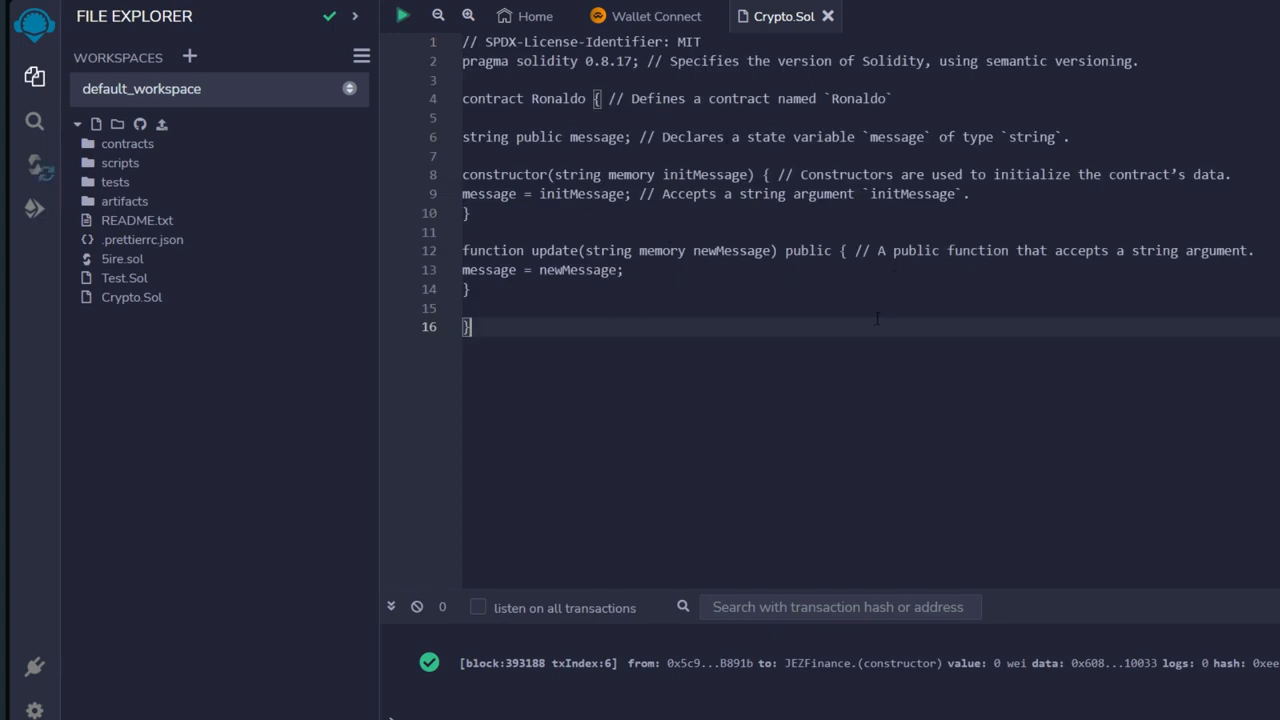 FILE EXPLORER
WORKSPACES
default_workspace
contracts
scripts
tests
artifacts
README.txt
.prettierrc.json
5ire.sol
Test.Sol
Crypto.Sol
Home
Wallet Connect
Crypto.Sol
1 // SPDX-License-Identifier: MIT
2 pragma solidity 0.8.17; // Specifies the version of Solidity, using semantic versioning.
3
4 contract Ronaldo { // Defines a contract named `Ronaldo`
5
6 string public message; // Declares a state variable `message` of type `string`.
7
8 constructor(string memory initMessage) { // Constructors are used to initialize the contract’s data.
9 message = initMessage; // Accepts a string argument `initMessage`.
10 }
11
12 function update(string memory newMessage) public { // A public function that accepts a string argument.
13 message = newMessage;
14 }
15
16 }
0
listen on all transactions
Search with transaction hash or address
[block:393188 txIndex:6] from: 0x5c9...B891b to: JEZFinance.(constructor) value: 0 wei data: 0x608...10033 logs: 0 hash: 0xee